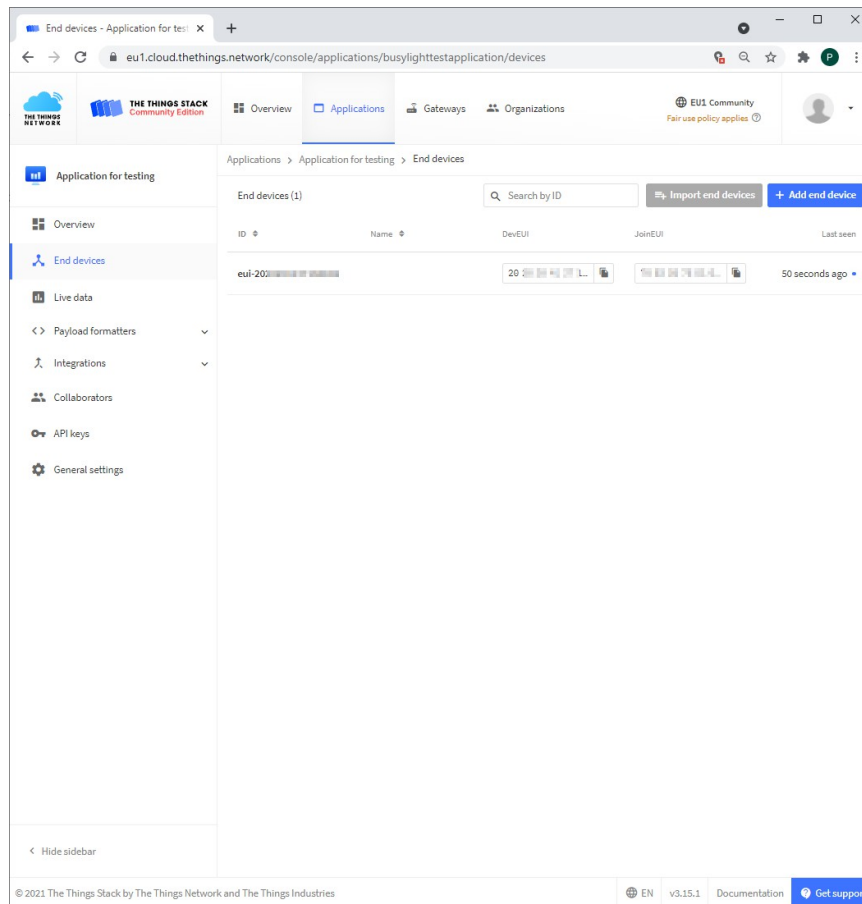 End devices - Application for test
eu1.cloud.thethings.network/console/applications/busylighttestapplication/devices
P
THE THINGS NETWORK
THE THINGS STACK
Community Edition
Overview
Applications
Gateways
Organizations
EU1 Community
Fair use policy applies
Application for testing
Overview
End devices
Live data
Payload formatters
Integrations
Collaborators
API keys
General settings
Hide sidebar
Applications > Application for testing > End devices
End devices (1)
Search by ID
Import end devices
+ Add end device
ID
Name
DevEUI
JoinEUI
Last seen
50 seconds ago
© 2021 The Things Stack by The Things Network and The Things Industries
EN
v3.15.1
Documentation
Get support